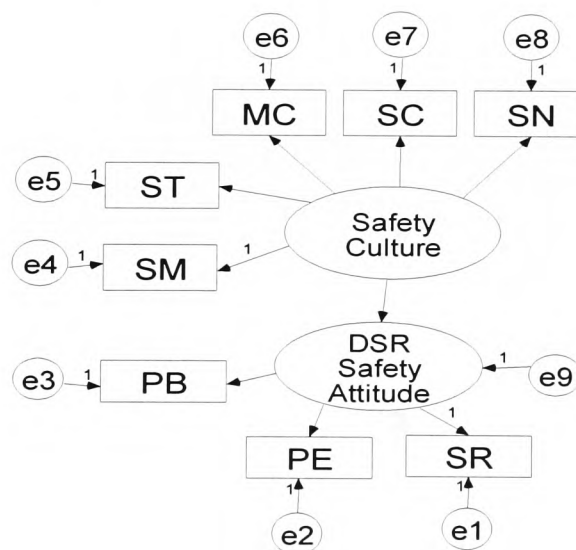 e6
e7
e8
1
1
1
MC
SC
SN
e5
1
ST
Safety
Culture
e4
1
SM
1
DSR
Safety
Attitude
e3
1
PB
1
e9
1
PE
SR
1
1
e2
e1